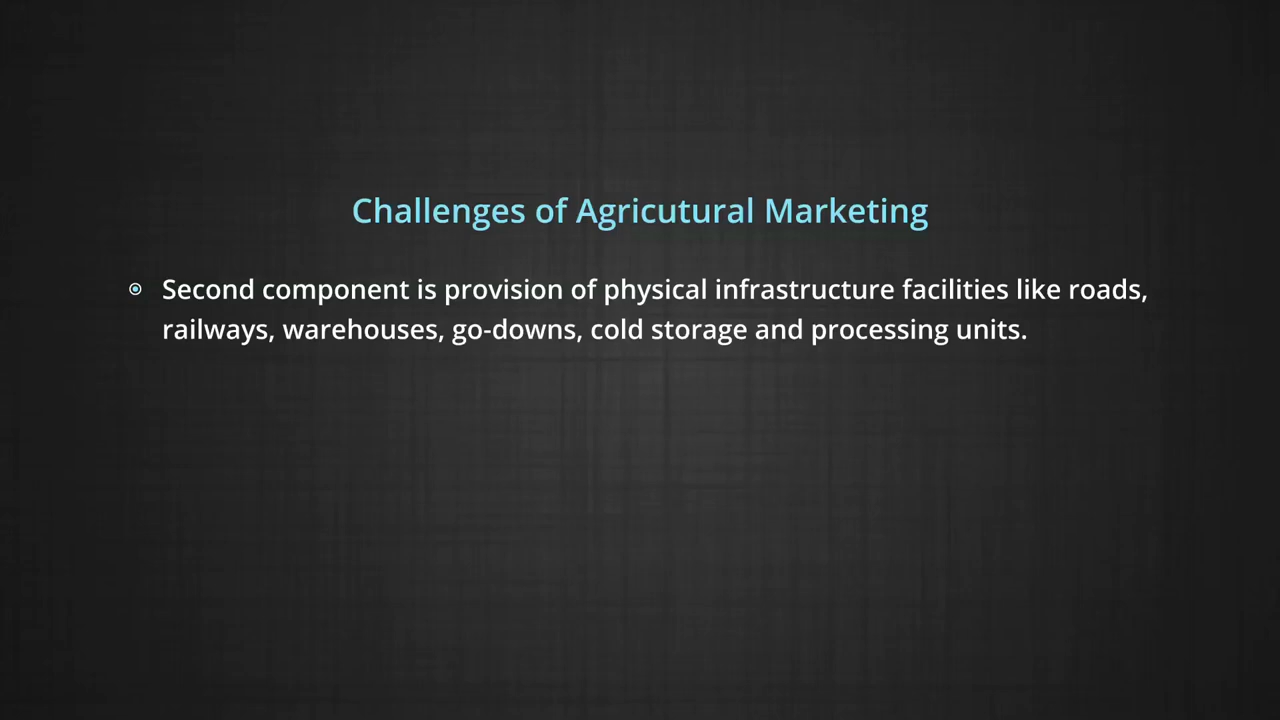 Challenges of Agricutural Marketing
Second component is provision of physical infrastructure facilities like roads,
railways, warehouses, go-downs, cold storage and processing units.